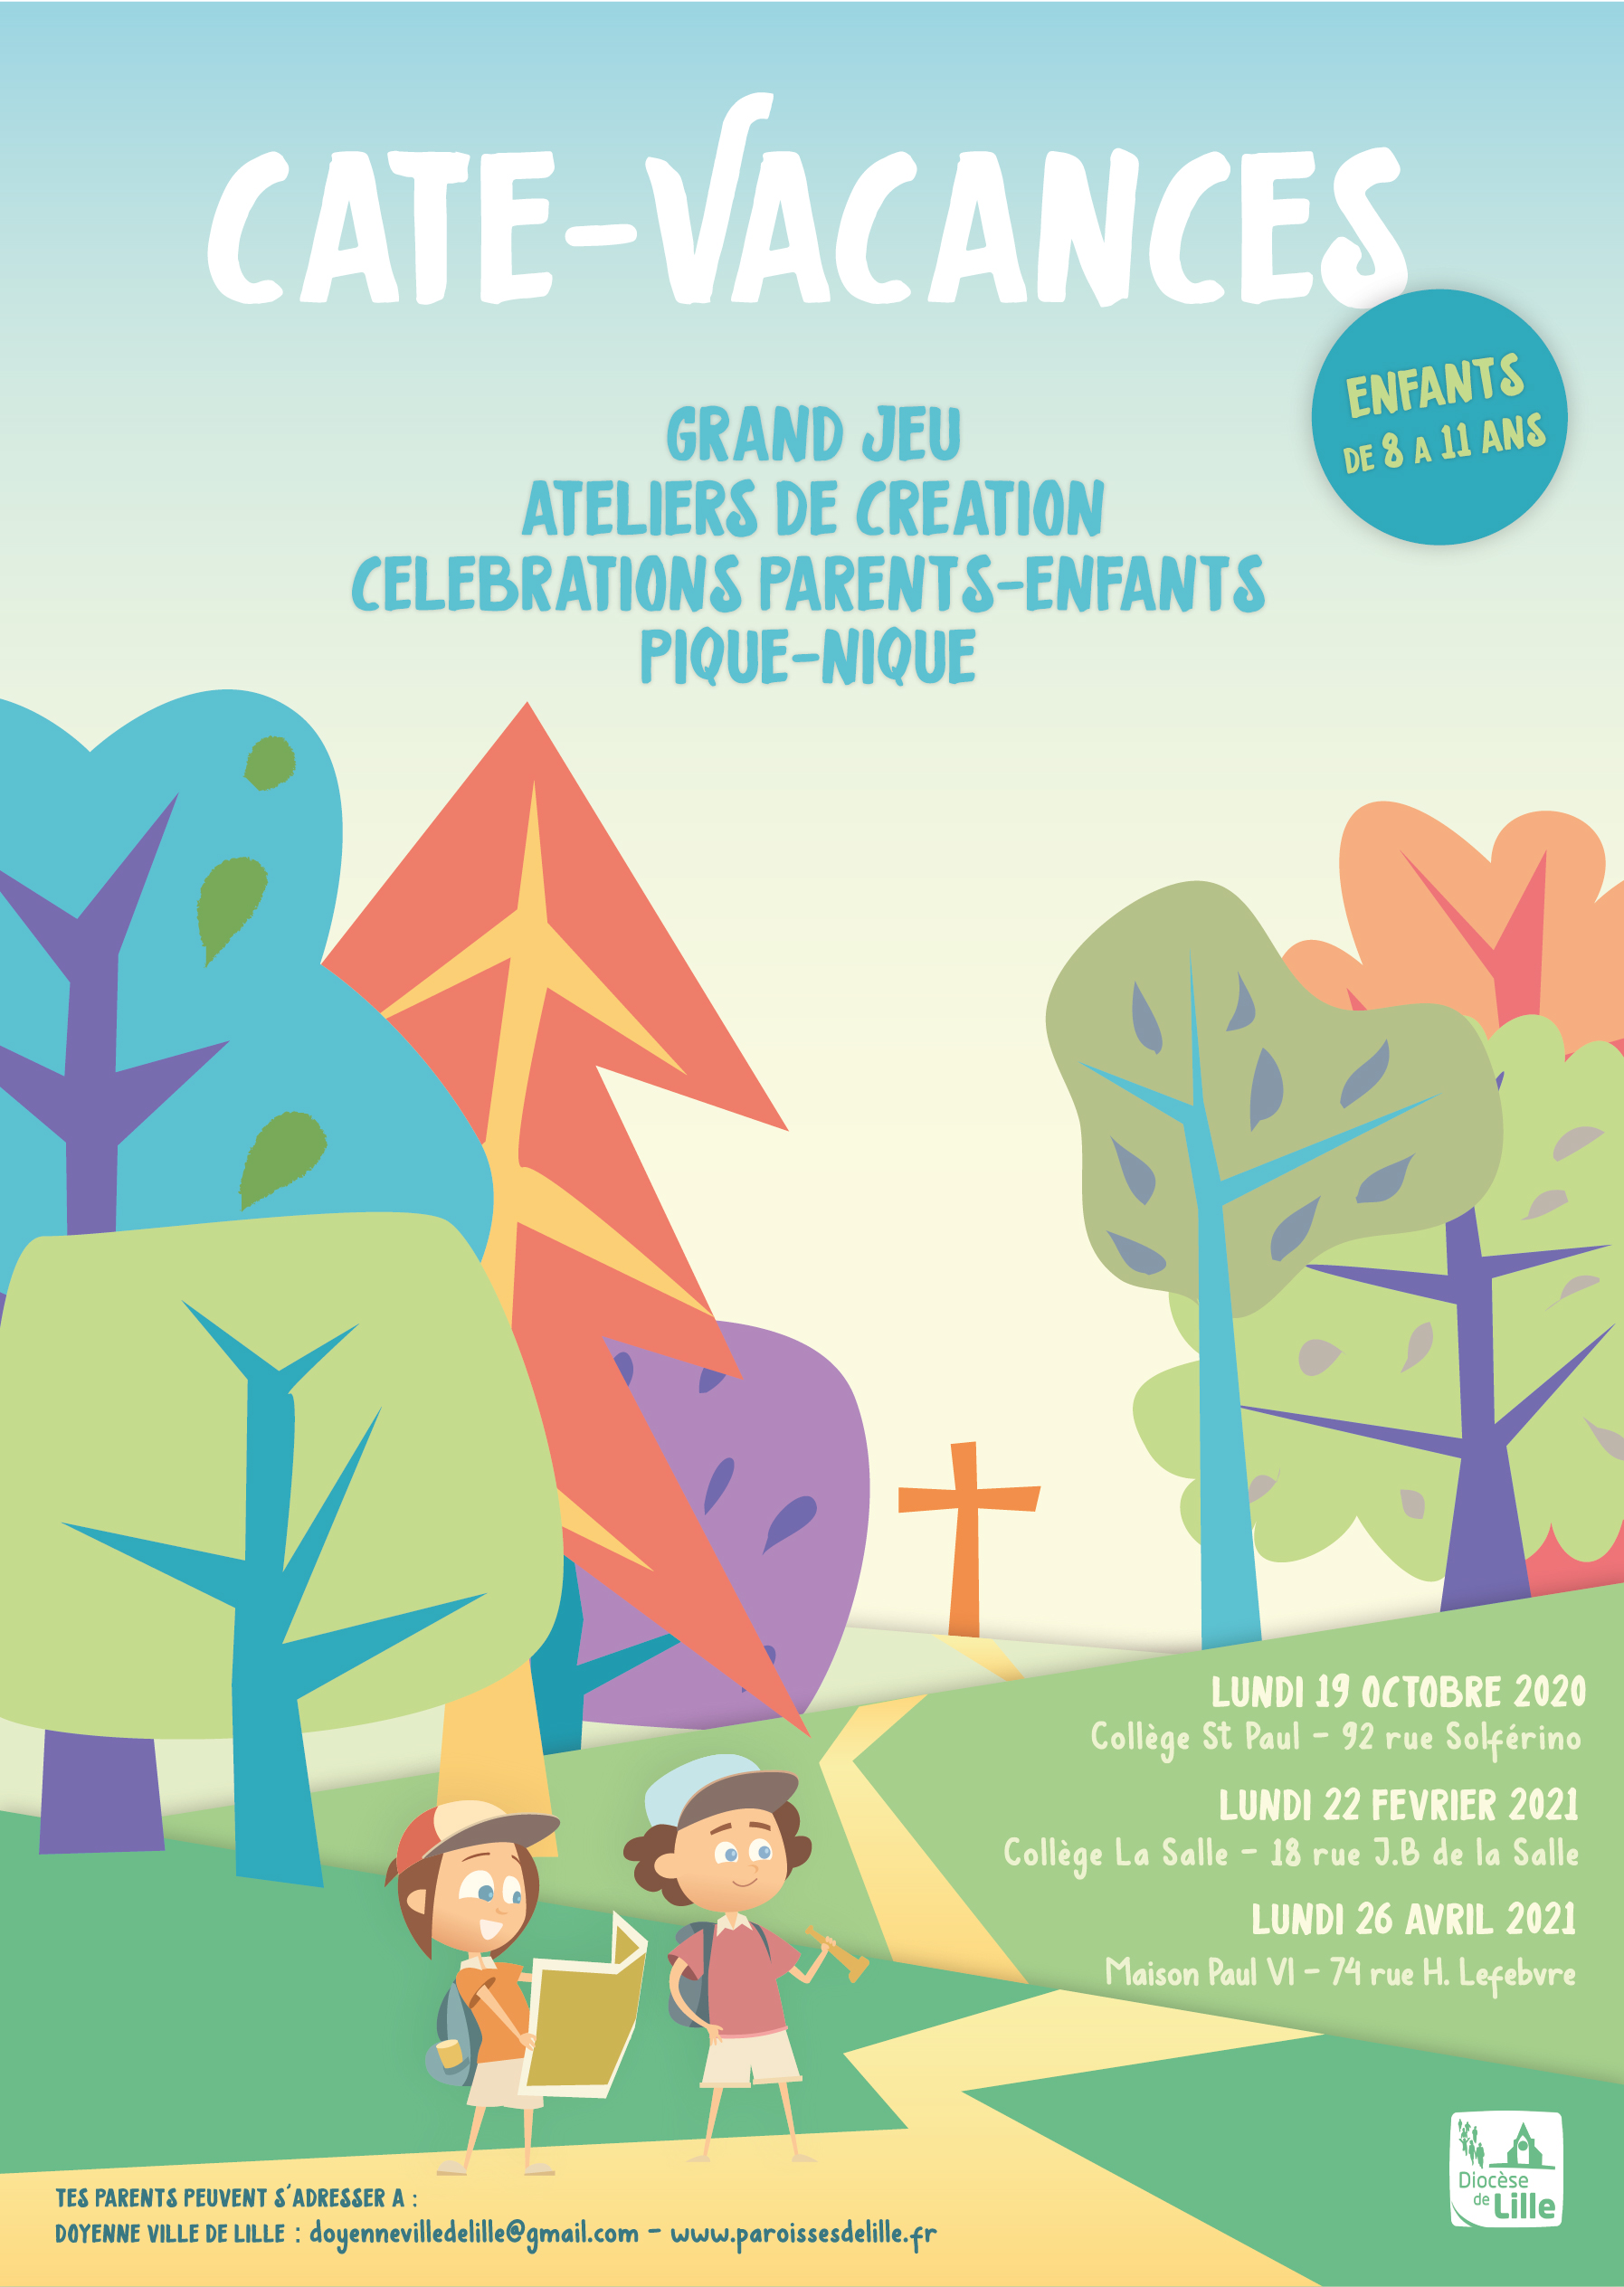 CATE-VACANCES
ENFANTS
DE 8 A 11 ANS
GRAND JEU
ATELIERS DE CREATION
CELEBRATIONS PARENTS-ENFANTS
PIQUE-NIQUE
LUNDI 19 OCTOBRE 2020
Collège St Paul - 92 rue Solférino
LUNDI 22 FEVRIER 2021
Collège La Salle - 18 rue J.B de la Salle
LUNDI 26 AVRIL 2021
Maison Paul VI - 74 rue H. Lefebvre
Diocèse
de Lille
TES PARENTS PEUVENT S'ADRESSER A :
DOYENNE VILLE DE LILLE : doyennevilledelille@gmail.com - www.paroissesdelille.fr